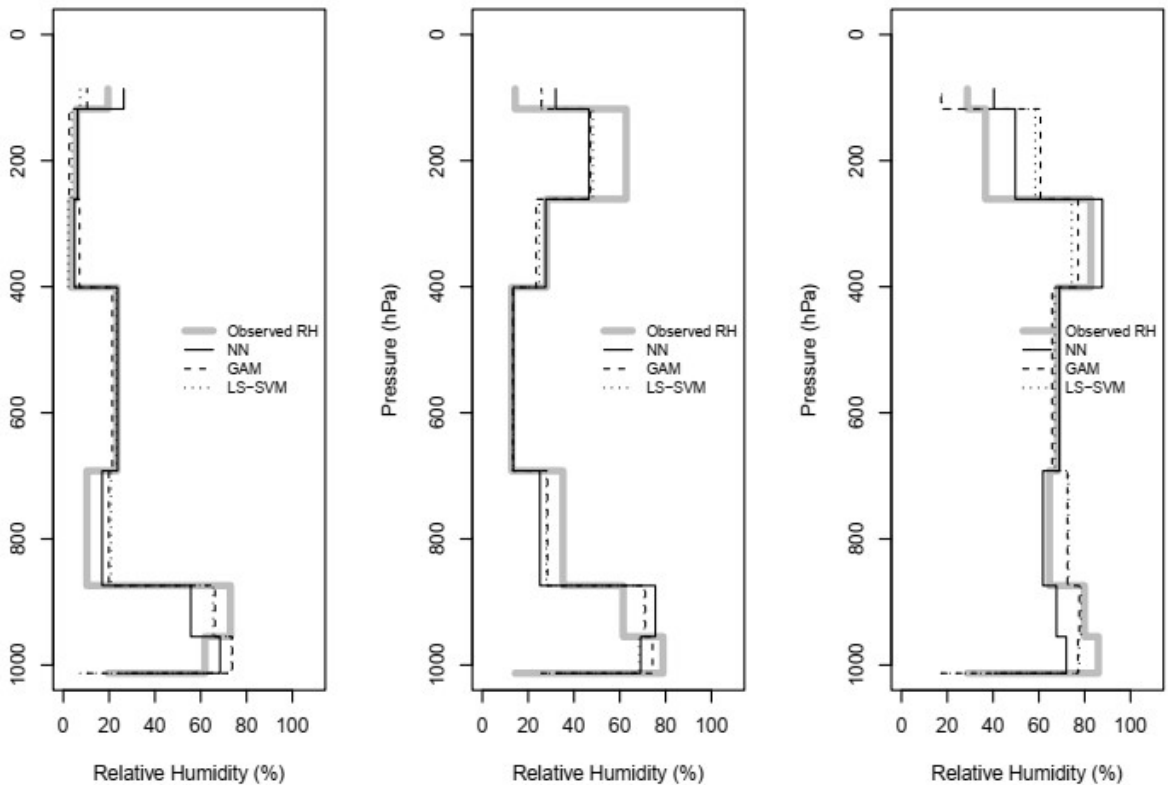 0
200
400
600
800
1000
Observed RH
NN
GAM
LS−SVM
0 20 40 60 80 100
Relative Humidity (%)
Pressure (hPa)
0
200
400
600
800
1000
Observed RH
NN
GAM
LS−SVM
0 20 40 60 80 100
Relative Humidity (%)
Pressure (hPa)
0
200
400
600
800
1000
Observed RH
NN
GAM
LS−SVM
0 20 40 60 80 100
Relative Humidity (%)